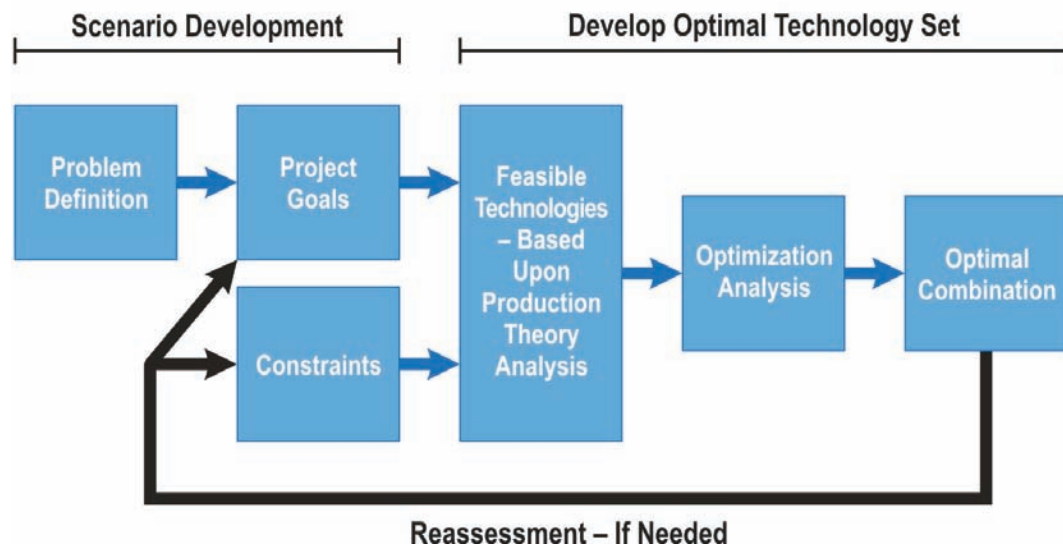 Scenario Development
Develop Optimal Technology Set
Problem
Definition
Project
Goals
Constraints
Feasible
Technologies
– Based
Upon
Production
Theory
Analysis
Optimization
Analysis
Optimal
Combination
Reassessment – If Needed